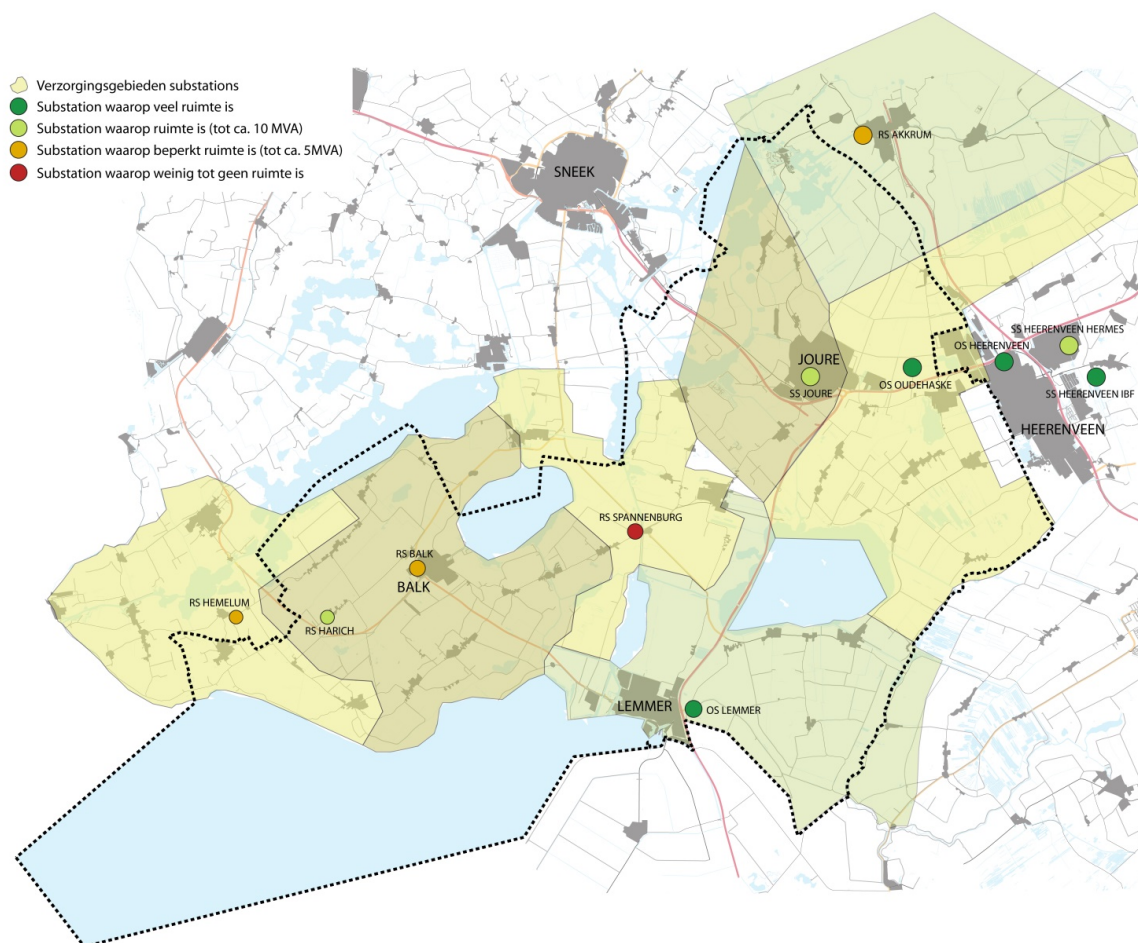 Verzorgingsgebieden substations
Substation waarop veel ruimte is
Substation waarop ruimte is (tot ca. 10 MVA)
Substation waarop beperkt ruimte is (tot ca. 5MVA)
Substation waarop weinig tot geen ruimte is
RS AKKRUM
SNEEK
SS HEERENVEEN HERMES
OS HEERENVEEN
JOURE
SS JOURE
OS OUDEHASKE
SS HEERENVEEN IBF
HEERENVEEN
RS SPANNENBURG
RS BALK
BALK
RS HEMELUM
RS HARICH
LEMMER
OS LEMMER